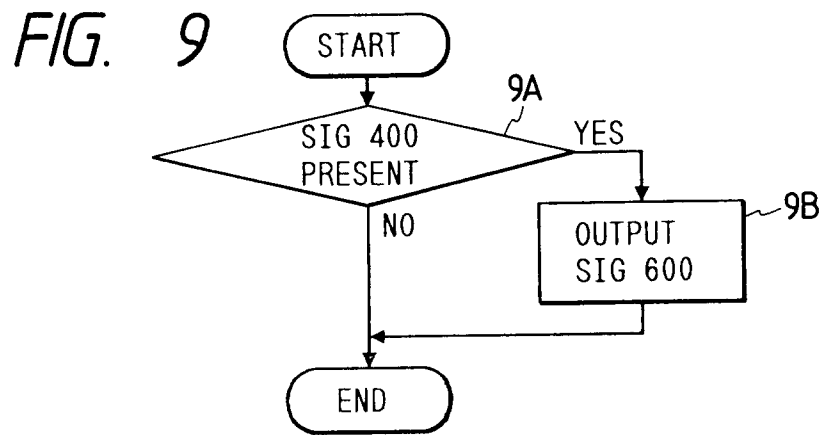 FIG. 9
START
9A
SIG 400
PRESENT
YES
NO
9B
OUTPUT
SIG 600
END